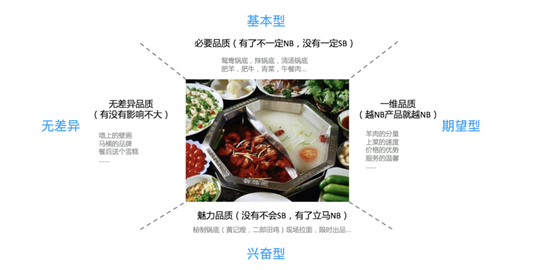 基本型
必要品质（有了不一定NB，没有一定SB）
鸳鸯锅底，辣锅底，清汤锅底
肥羊，肥牛，青菜，午餐肉...
无差异品质
（有没有影响不大）
无差异
墙上的壁画
马桶的品牌
餐后送个雪糕
......
一维品质
（越NB产品就越NB）
期望型
羊肉的分量
上菜的速度
价格的优势
服务的温馨
......
魅力品质（没有不会SB，有了立马NB）
秘制锅底（黄记煌，二郎田鸡）现场拉面，限时出品...
兴奋型